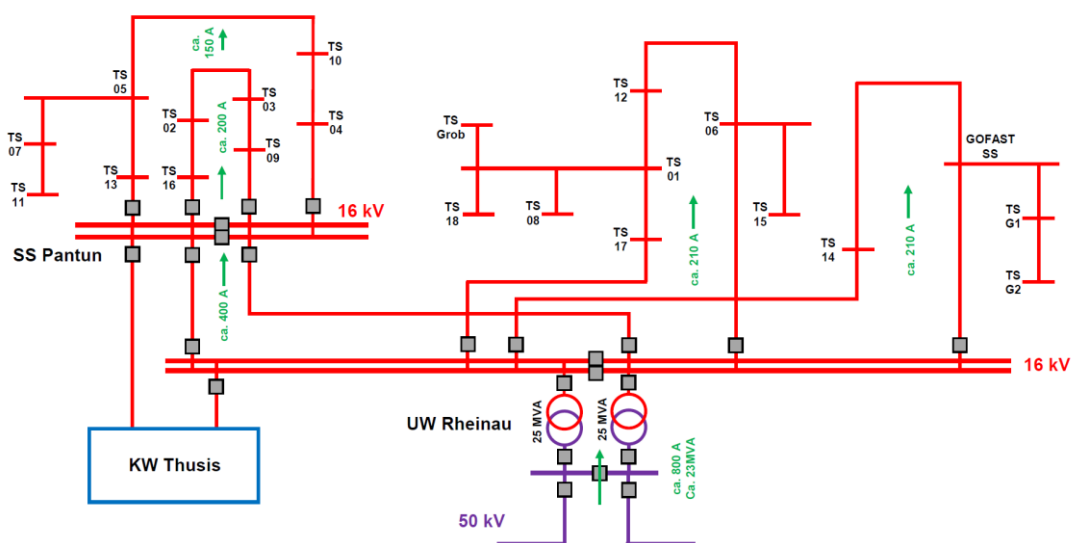 ca.
150 A
TS
10
TS
05
TS
03
TS
02
ca. 200 A
TS
04
TS
07
TS
09
TS
13
TS
16
11
16 kV
SS Pantun
ca. 400 A
TS
12
TS
Grob
TS
06
TS
01
18
08
15
TS
17
ca. 210 A
GOFAST
SS
ca. 210 A
TS
14
TS
G1
TS
G2
16 kV
UW Rheinau
25 MVA
25 MVA
KW Thusis
ca. 800 A
Ca. 23MVA
50 kV
TS
TS
TS
TS